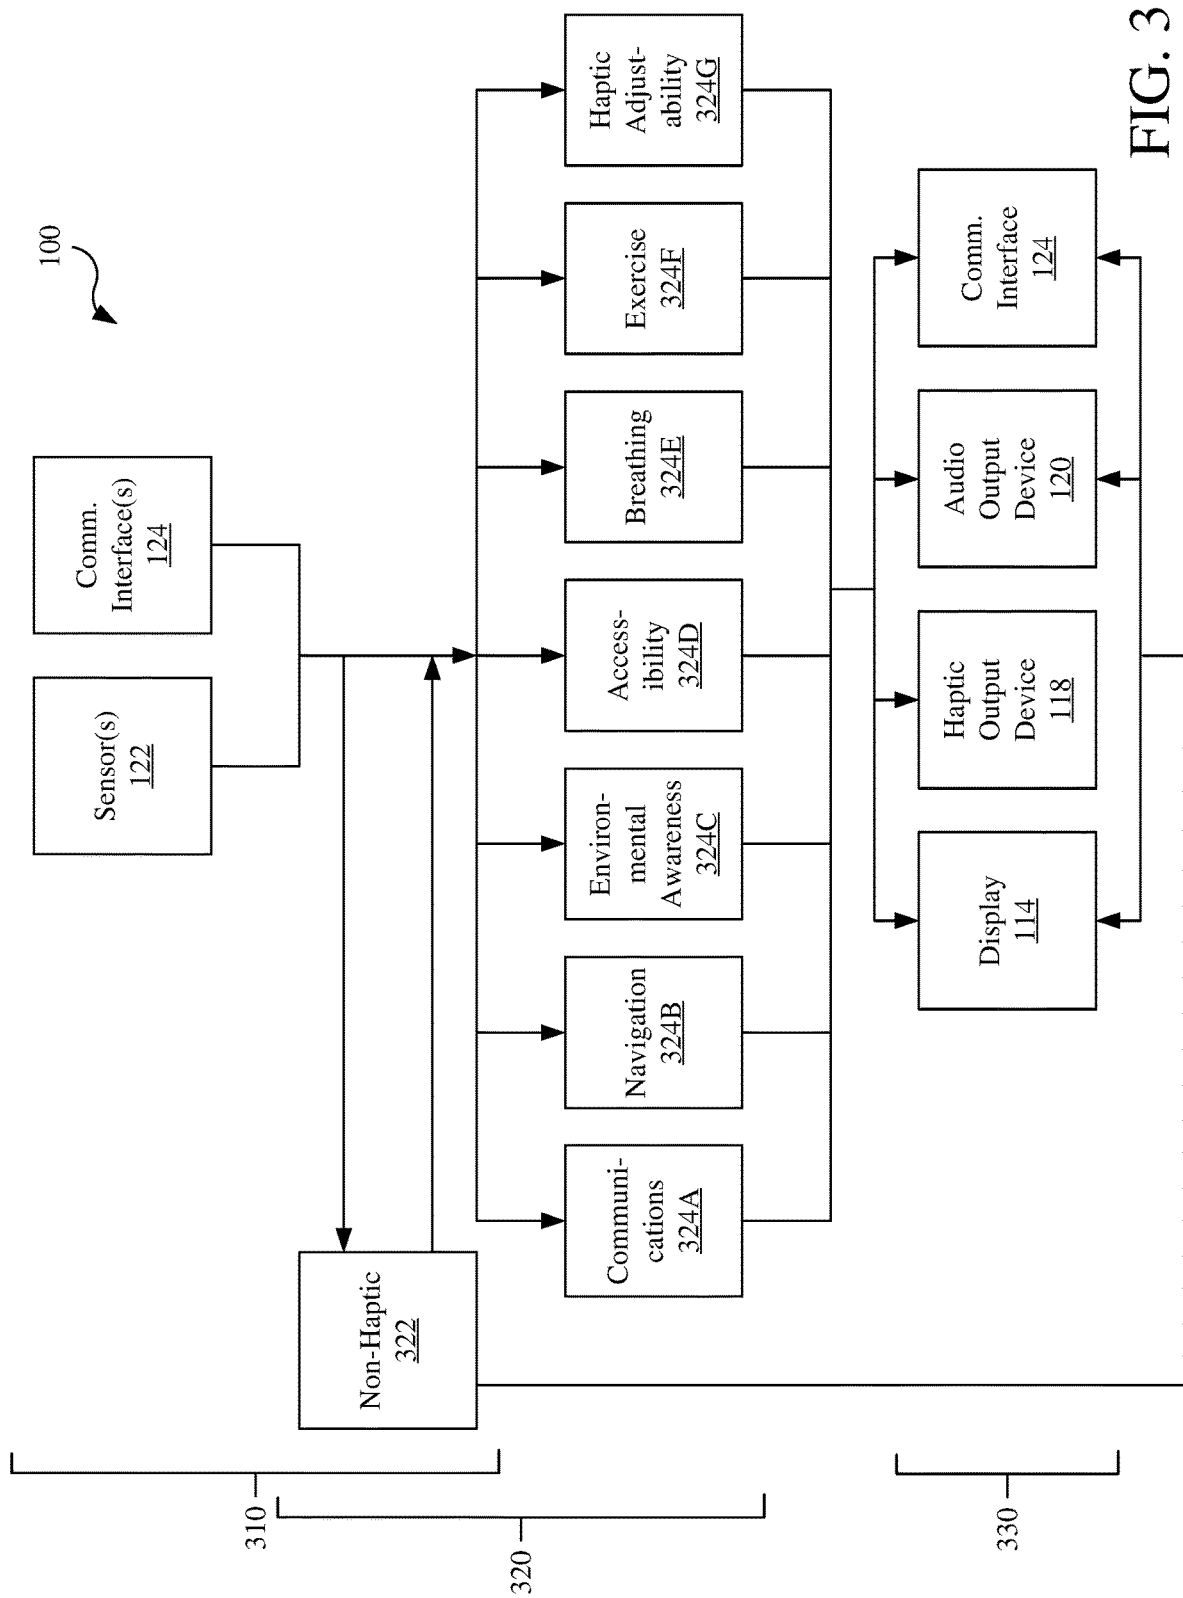 100
Sensor(s)
122
Comm.
Interface(s)
124
310
Non-Haptic
322
320
Communi-
cations
324A
Navigation
324B
Environ-
mental
Awareness
324C
Access-
ibility
324D
Breathing
324E
Exercise
324F
Haptic
Adjust-
ability
324G
330
Display
114
Haptic
Output
Device
118
Audio
Output
Device
120
Comm.
Interface
124
FIG. 3